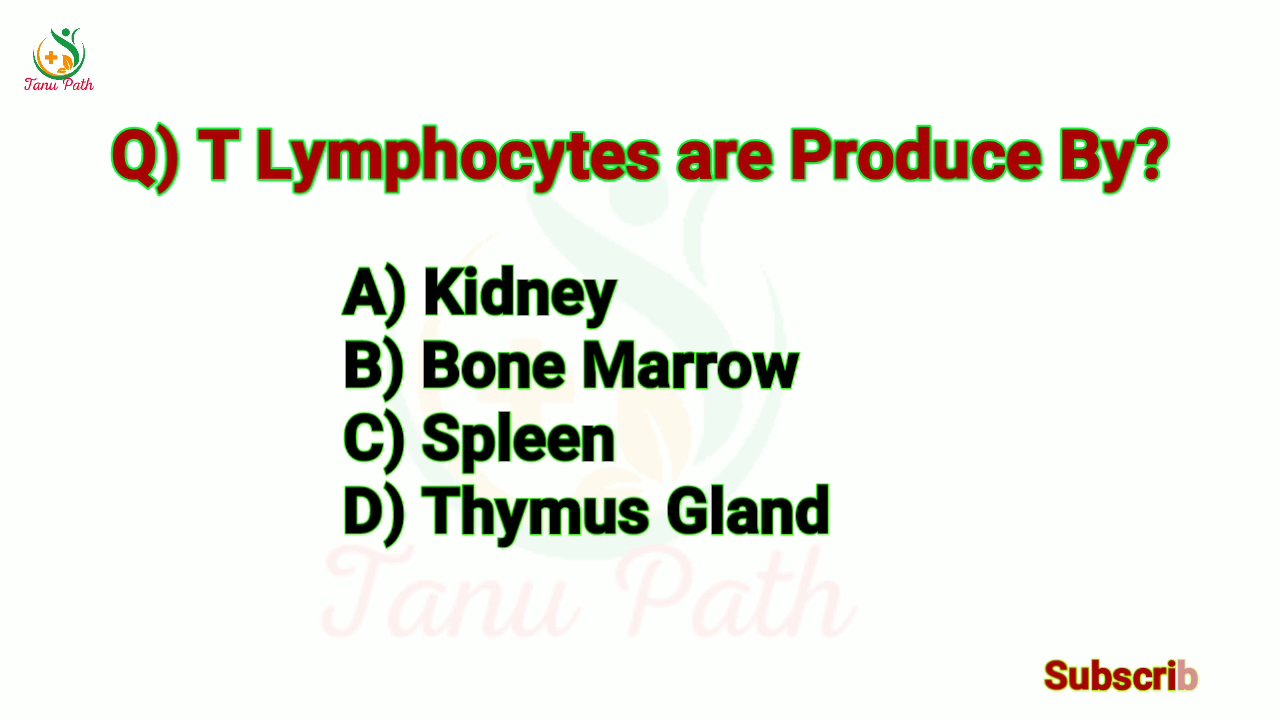 Tanu Path
Q) T Lymphocytes are Produce By?
A) Kidney
B) Bone Marrow
C) Spleen
D) Thymus Gland
Tanu Path
Subscrib